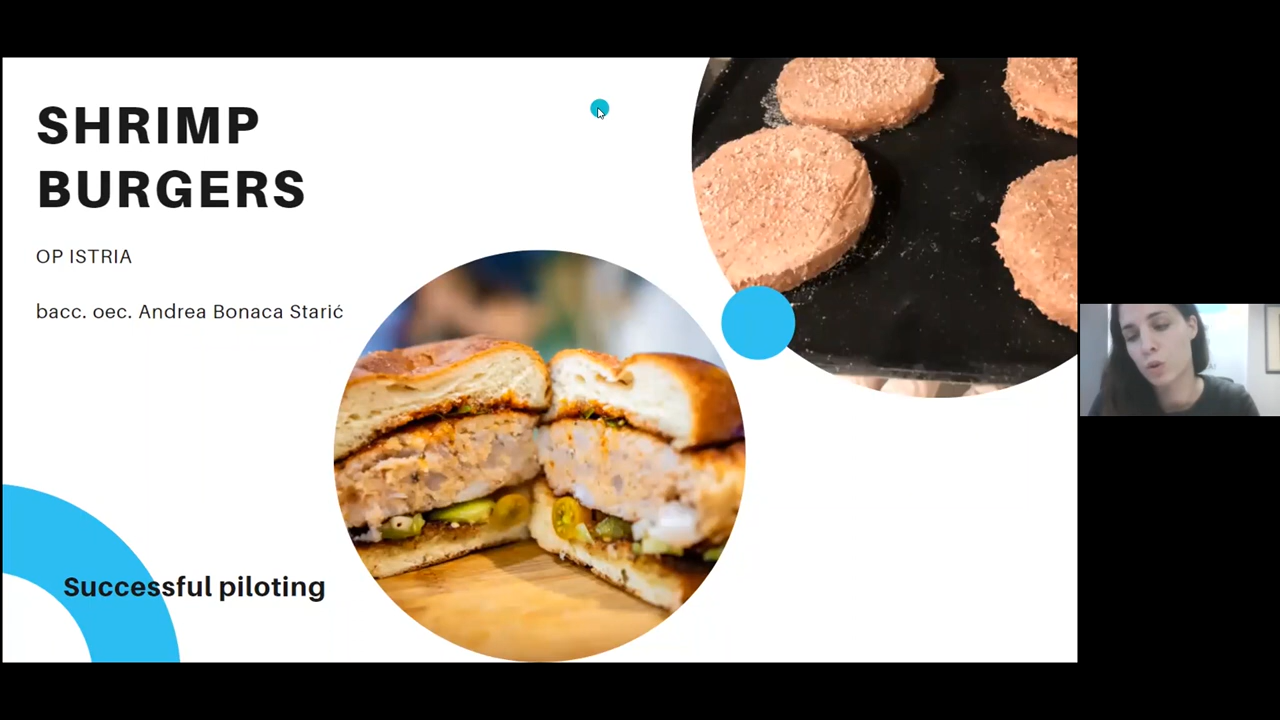 SHRIMP
BURGERS
OP ISTRIA
bacc. oec. Andrea Bonaca Starić
Successful piloting